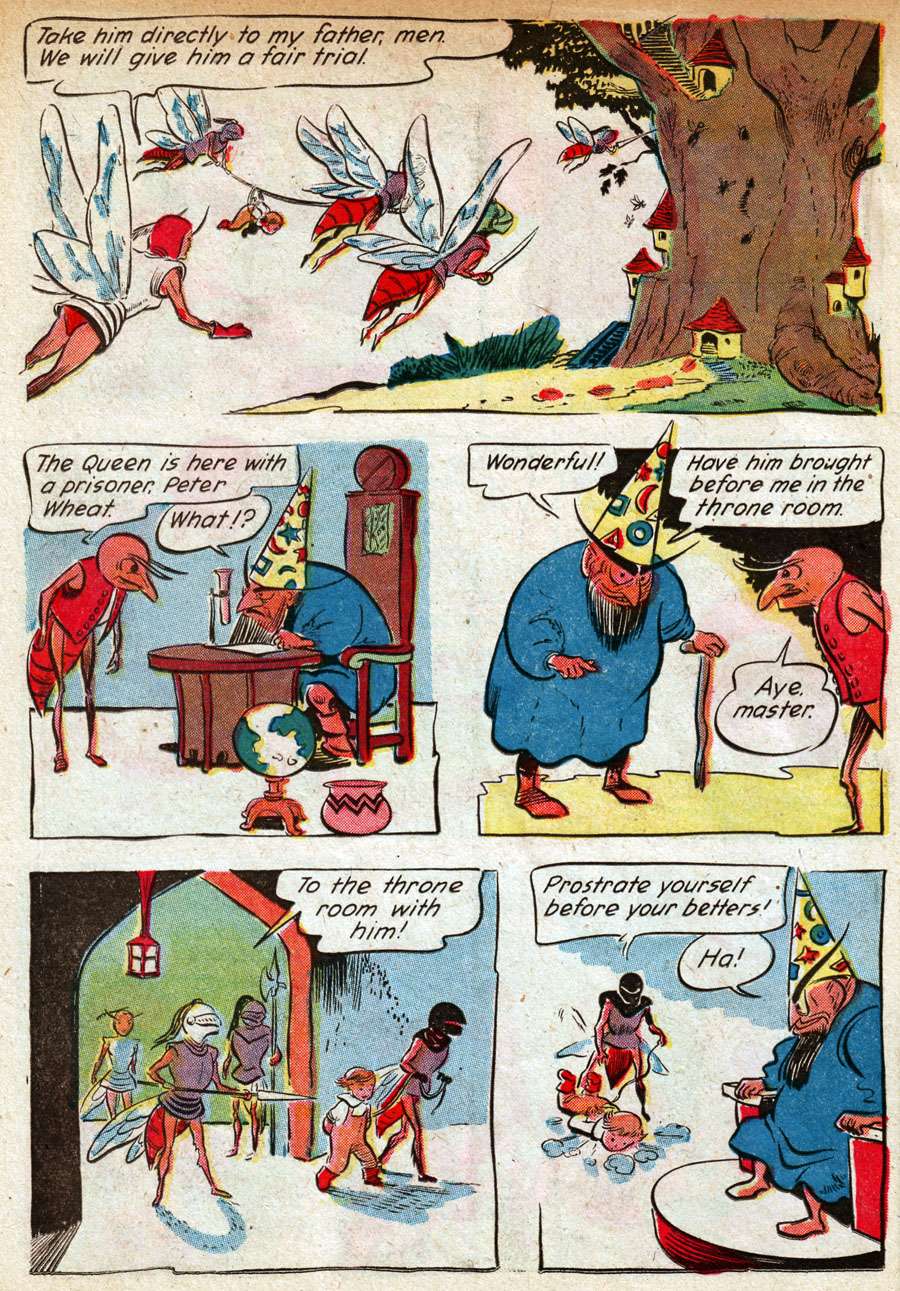 Take him directly to my father, men.
We will give him a fair trial.
The Queen is here with
a prisoner, Peter
Wheat.
What!?
Wonderful!
Have him brought
before me in the
throne room.
Aye,
master.
To the throne
room with
him!
Prostrate yourself
before your betters!
Ha!